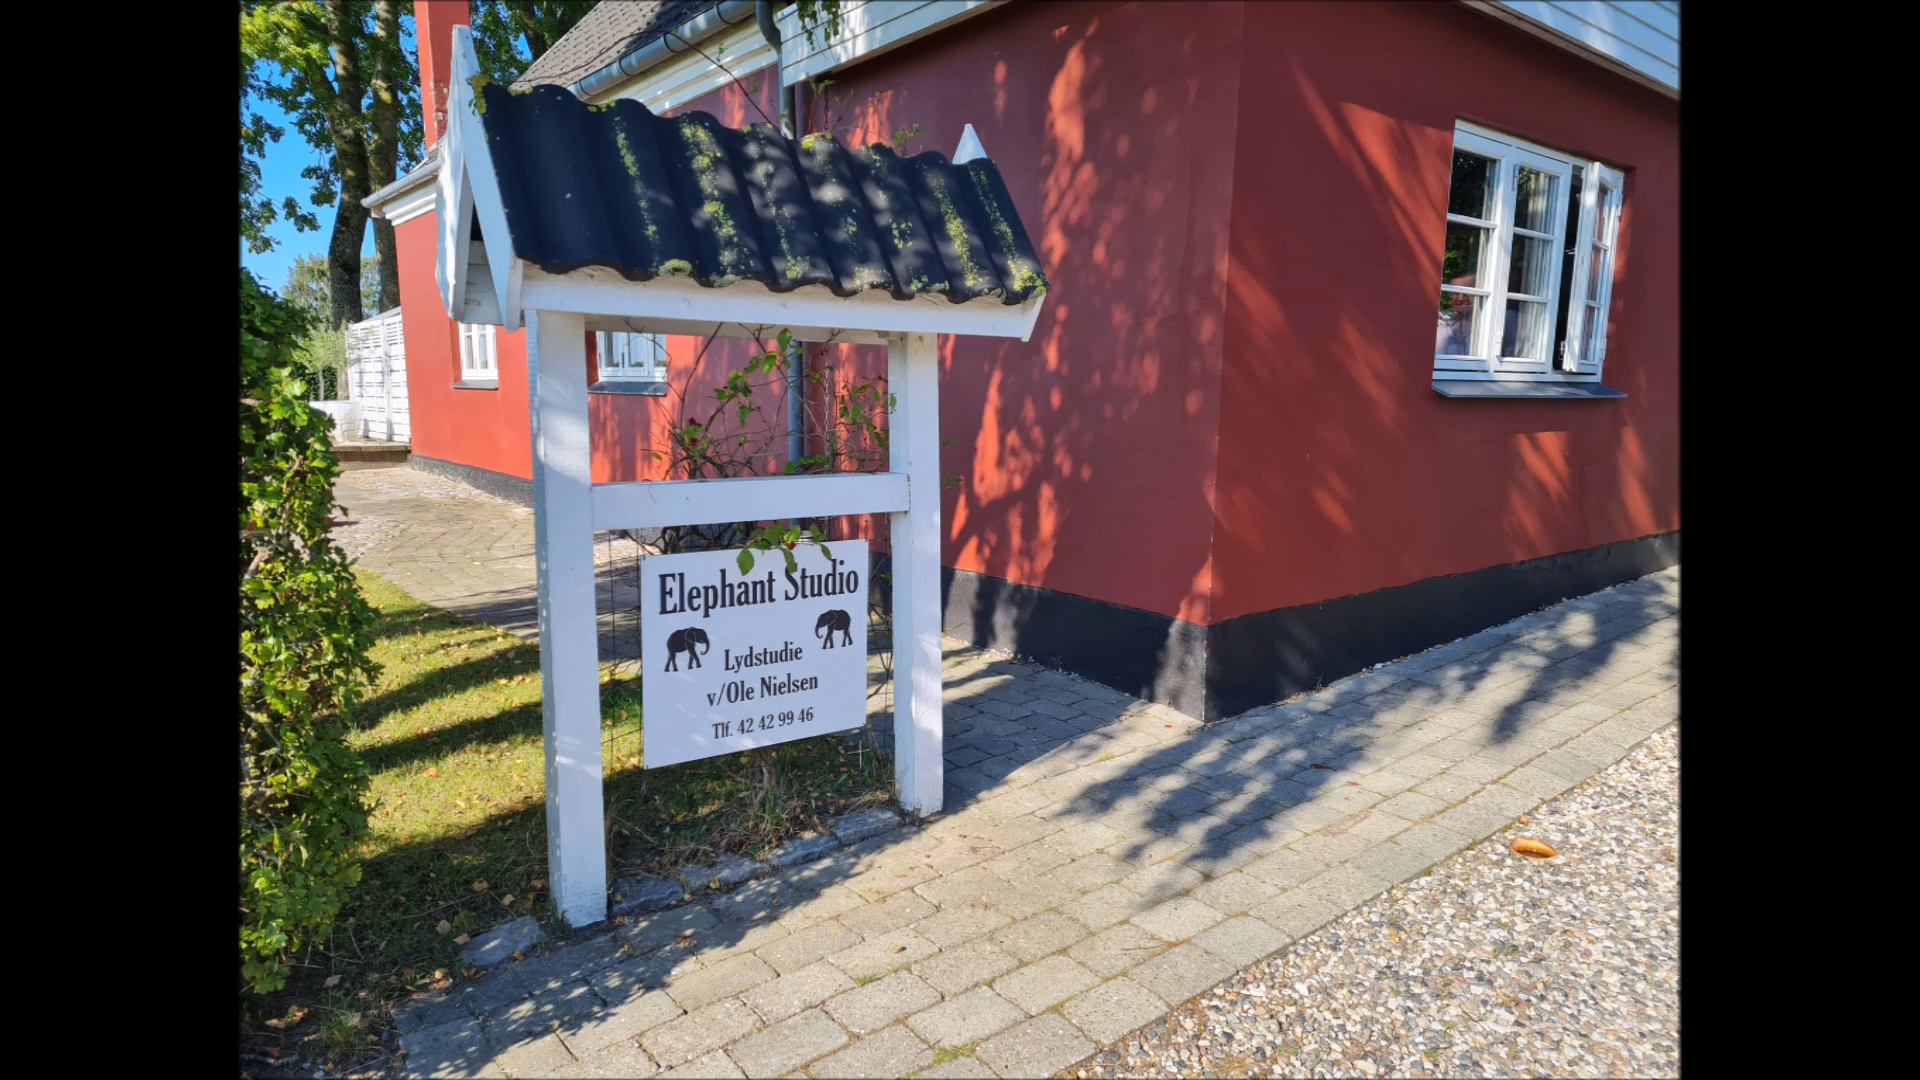 Elephant Studio
Lydstudie
v/Ole Nielsen
Tlf. 42 42 99 46